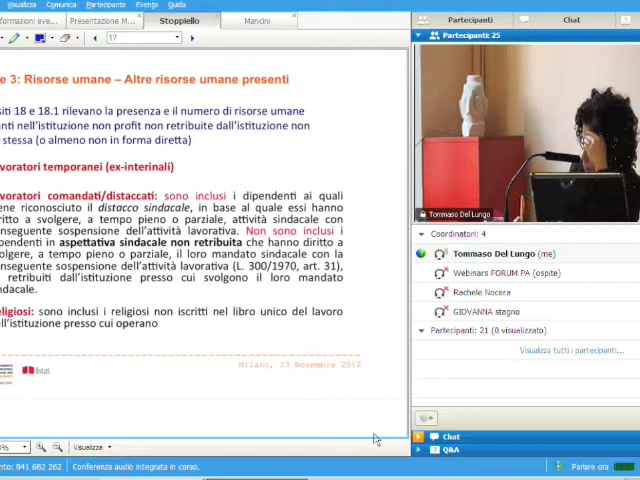 Visualizza Comunica Partecipante Evento Guida
formazioni eve... Presentazione M... Stoppiello Mancini
Partecipanti Chat
17
Partecipanti: 25
e 3: Risorse umane – Altre risorse umane presenti
siti 18 e 18.1 rilevano la presenza e il numero di risorse umane
nti nell'istituzione non profit non retribuite dall'istituzione non
stessa (o almeno non in forma diretta)
voratori temporanei (ex-interinali)
voratori comandati/distaccati: sono inclusi i dipendenti ai quali
ene riconosciuto il distacco sindacale, in base al quale essi hanno
ritto a svolgere, a tempo pieno o parziale, attività sindacale con
nseguente sospensione dell'attività lavorativa. Non sono inclusi i
pendenti in aspettativa sindacale non retribuita che hanno diritto a
olgere, a tempo pieno o parziale, il loro mandato sindacale con la
nseguente sospensione dell'attività lavorativa (L. 300/1970, art. 31),
retribuiti dall'istituzione presso cui svolgono il loro mandato
ndacale.
ligiosi: sono inclusi i religiosi non iscritti nel libro unico del lavoro
ell'istituzione presso cui operano
Milano, 23 Novembre 2012
Istat
Tommaso Del Lungo
Coordinatori: 4
Tommaso Del Lungo (me)
Webinars FORUM PA (ospite)
Rachele Nocera
GIOVANNA stagno
Partecipanti: 21 (0 visualizzato)
Visualizza tutti i partecipanti...
Chat
Q&A
% Visualizza
nto: 841 682 262 Conferenza audio integrata in corso.
Parlare ora